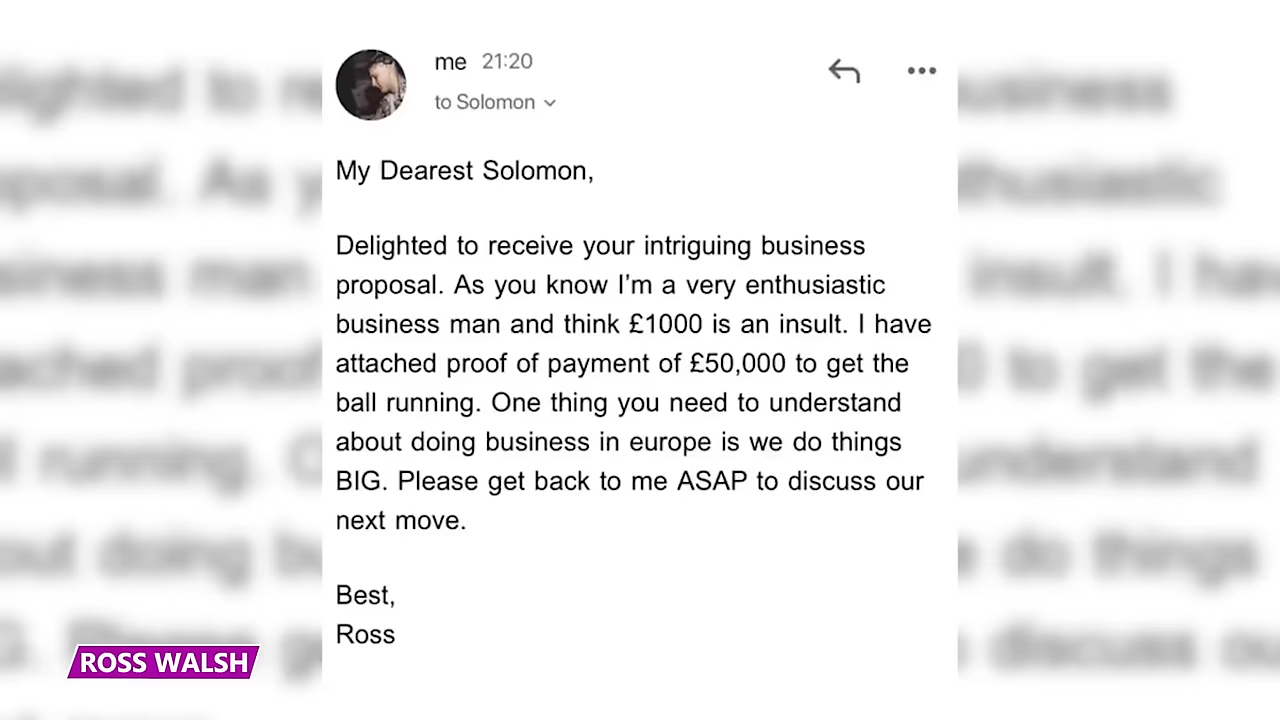 me 21:20
to Solomon
My Dearest Solomon,
Delighted to receive your intriguing business
proposal. As you know I’m a very enthusiastic
business man and think £1000 is an insult. I have
attached proof of payment of £50,000 to get the
ball running. One thing you need to understand
about doing business in europe is we do things
BIG. Please get back to me ASAP to discuss our
next move.
Best,
Ross
ROSS WALSH